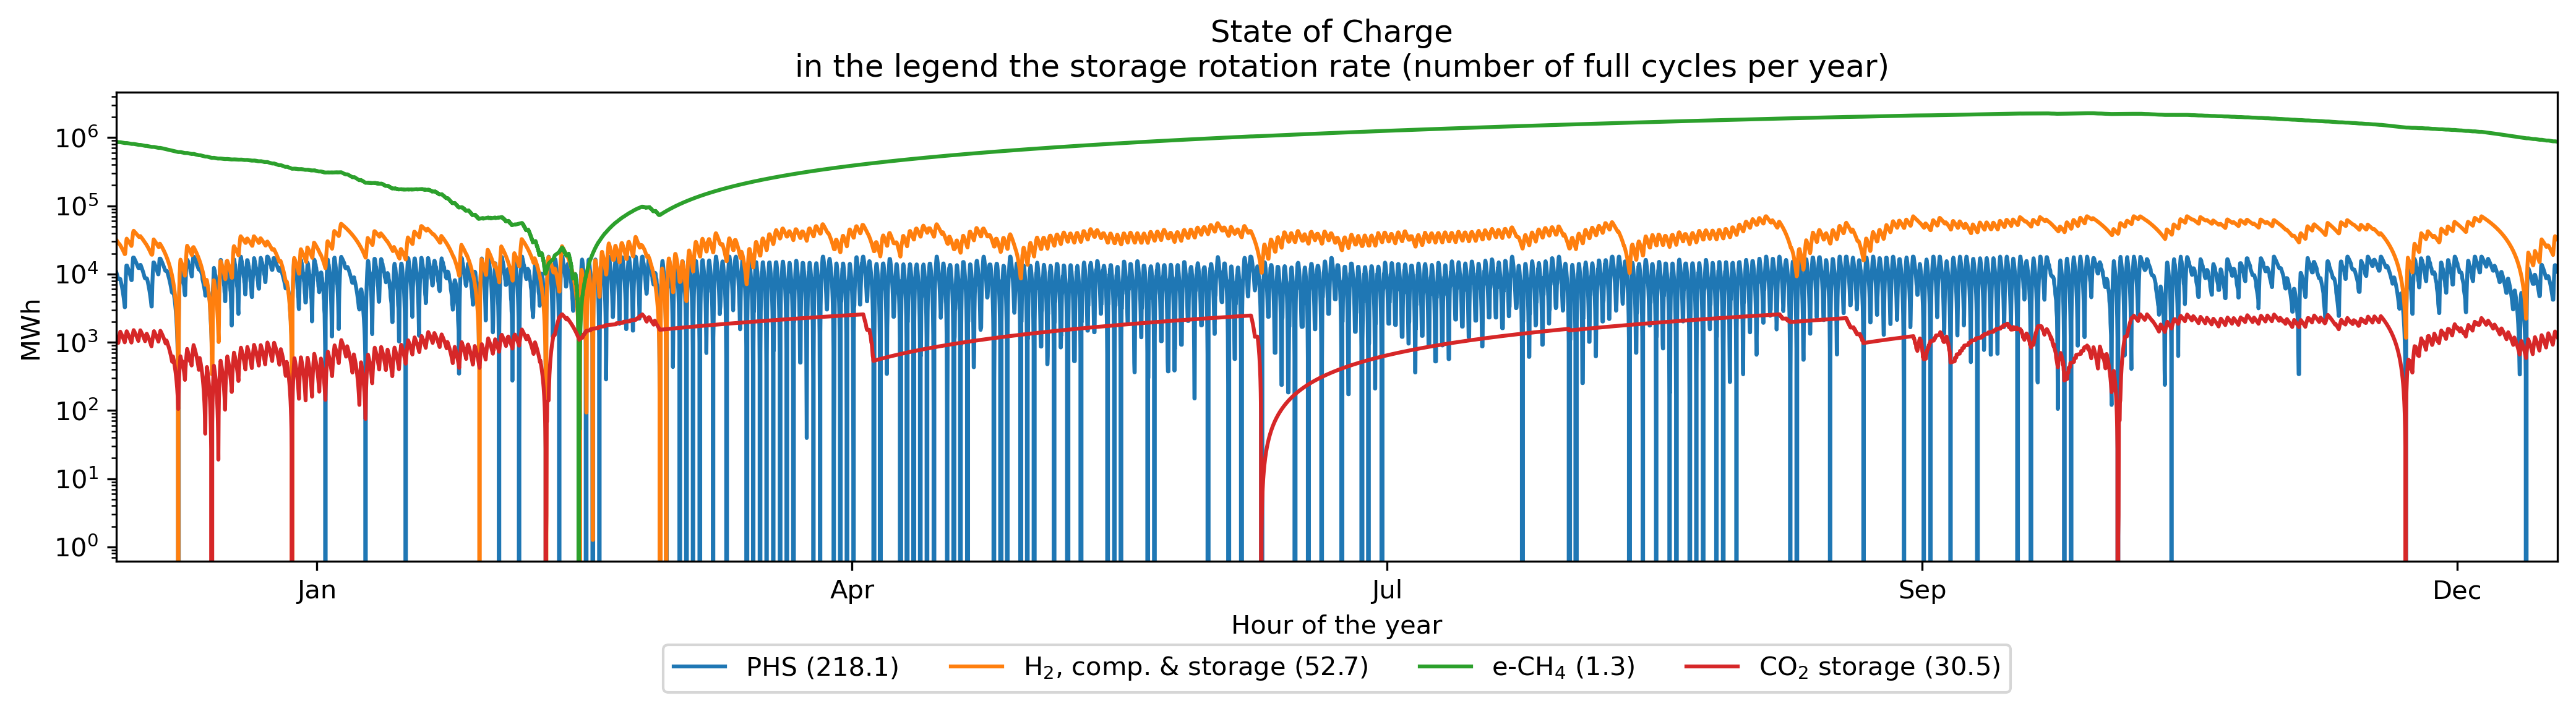 State of Charge
in the legend the storage rotation rate (number of full cycles per year)
MWh
10⁶
10⁵
10⁴
10³
10²
10¹
10⁰
Jan Apr Jul Sep Dec
Hour of the year
PHS (218.1) H₂, comp. & storage (52.7) e-CH₄ (1.3) CO₂ storage (30.5)